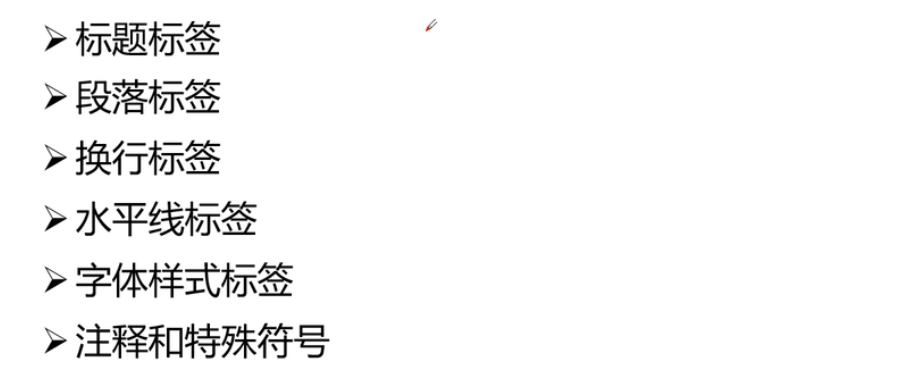 ➢ 标题标签
➢ 段落标签
➢ 换行标签
➢ 水平线标签
➢ 字体样式标签
➢ 注释和特殊符号